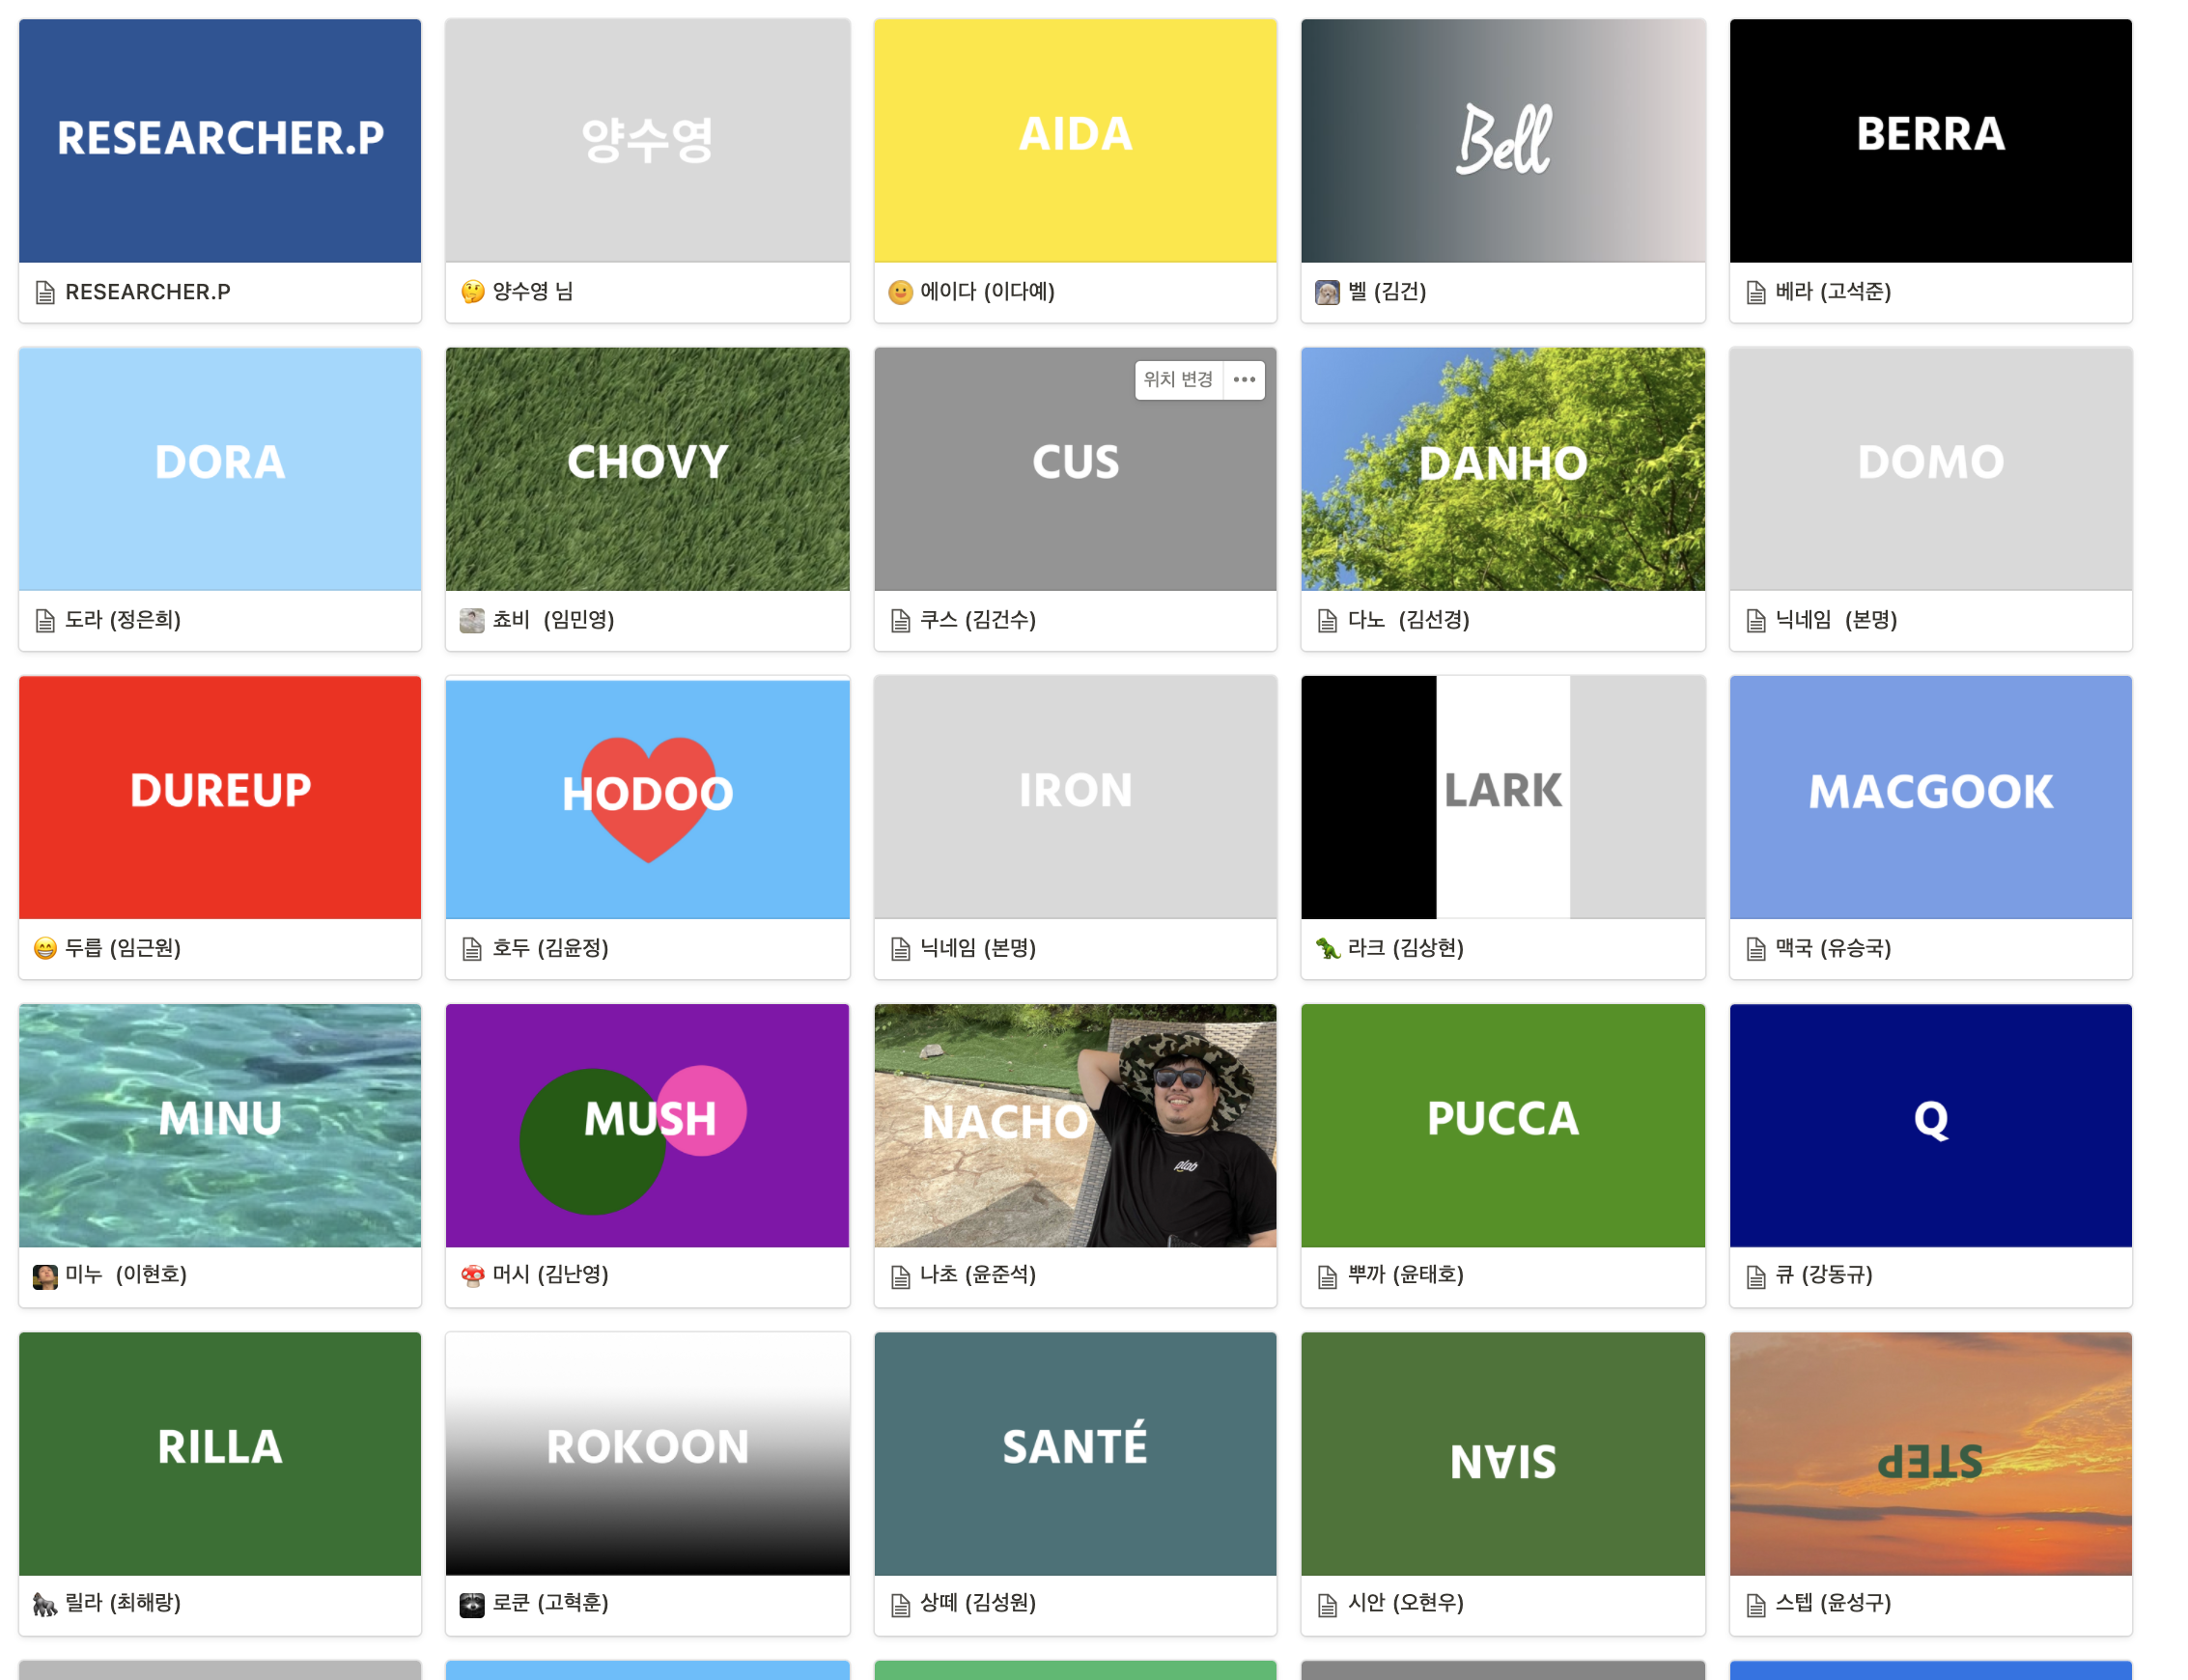 RESEARCHER.P
RESEARCHER.P
양수영
양수영 님
AIDA
에이다 (이다예)
Bell
벨 (김건)
BERRA
베라 (고석준)
DORA
도라 (정은희)
CHOVY
쵸비 (임민영)
위치 변경 •••
CUS
쿠스 (김건수)
DANHO
다노 (김선경)
DOMO
닉네임 (본명)
DUREUP
두릅 (임근원)
HODOO
호두 (김윤정)
IRON
닉네임 (본명)
LARK
라크 (김상현)
MACGOOK
맥국 (유승국)
MINU
미누 (이현호)
MUSH
머시 (김난영)
NACHO
plab
나초 (윤준석)
PUCCA
뿌까 (윤태호)
Q
큐 (강동규)
RILLA
릴라 (최해랑)
ROKOON
로쿤 (고혁훈)
SANTÉ
상떼 (김성원)
SIAN
시안 (오현우)
STEP
스텝 (윤성구)